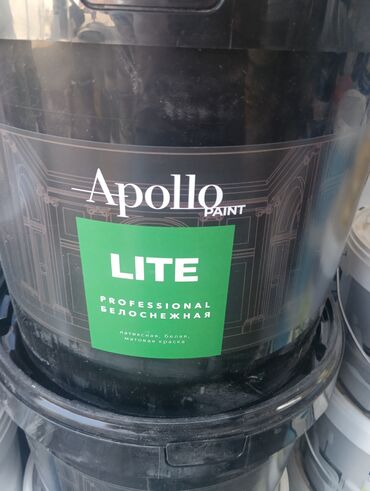 Apollo
PAINT
LITE
PROFESSIONAL
БЕЛОСНЕЖНАЯ
латексная, белая,
матовая краска